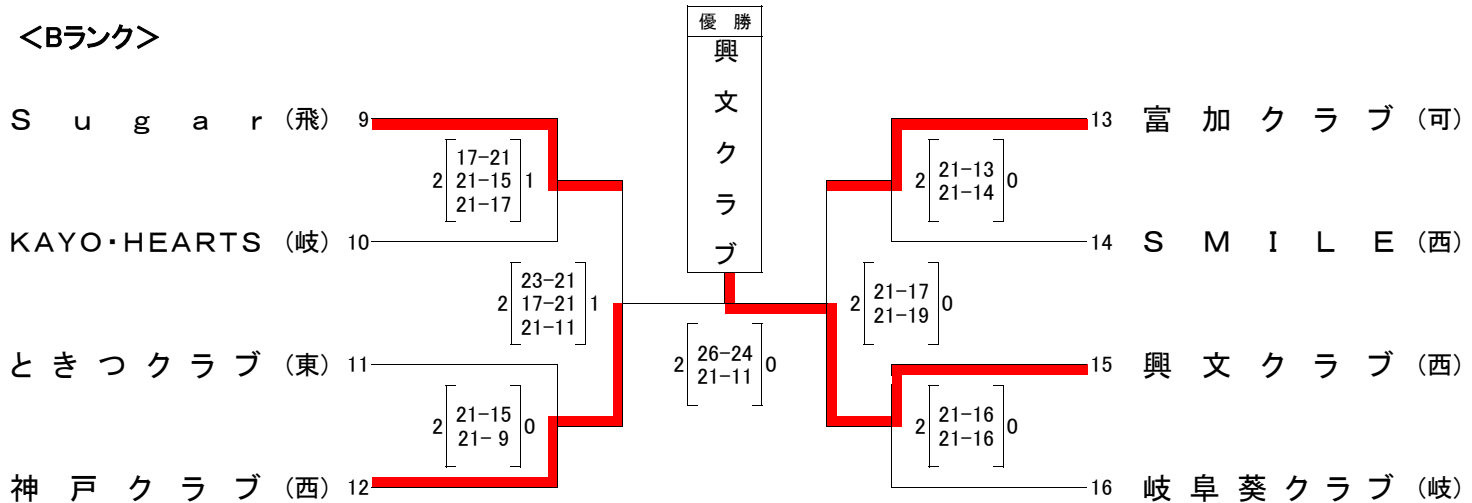 <Bランク>
優 勝
興文クラブ
Sugar (飛) 9
2 [17-21 21-15 21-17] 1
KAYO・HEARTS (岐) 10
2 [23-21 17-21 21-11] 1
ときつクラブ (東) 11
2 [21-15 21- 9] 0
神戸クラブ (西) 12
2 [26-24 21-11] 0
13 富加クラブ (可)
2 [21-13 21-14] 0
14 SMILE (西)
2 [21-17 21-19] 0
15 興文クラブ (西)
2 [21-16 21-16] 0
16 岐阜葵クラブ (岐)